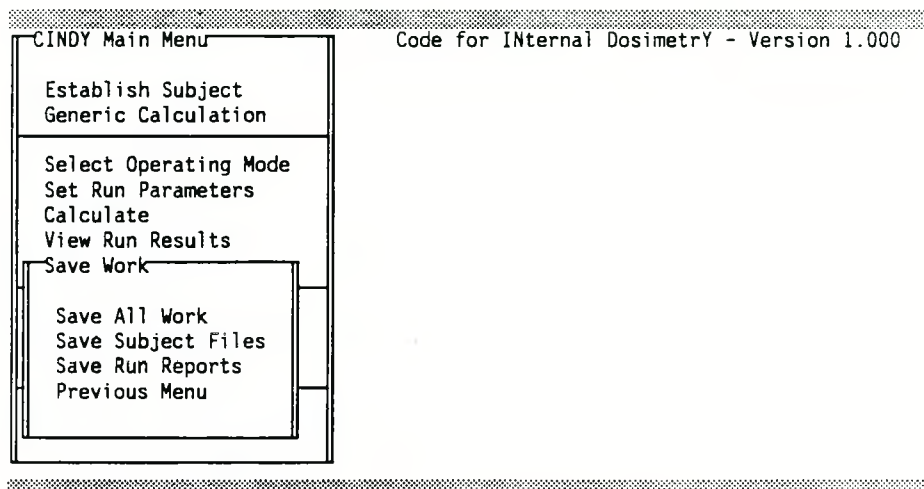 CINDY Main Menu
Code for INternal DosimetrY - Version 1.000
Establish Subject
Generic Calculation
Select Operating Mode
Set Run Parameters
Calculate
View Run Results
Save Work
Save All Work
Save Subject Files
Save Run Reports
Previous Menu